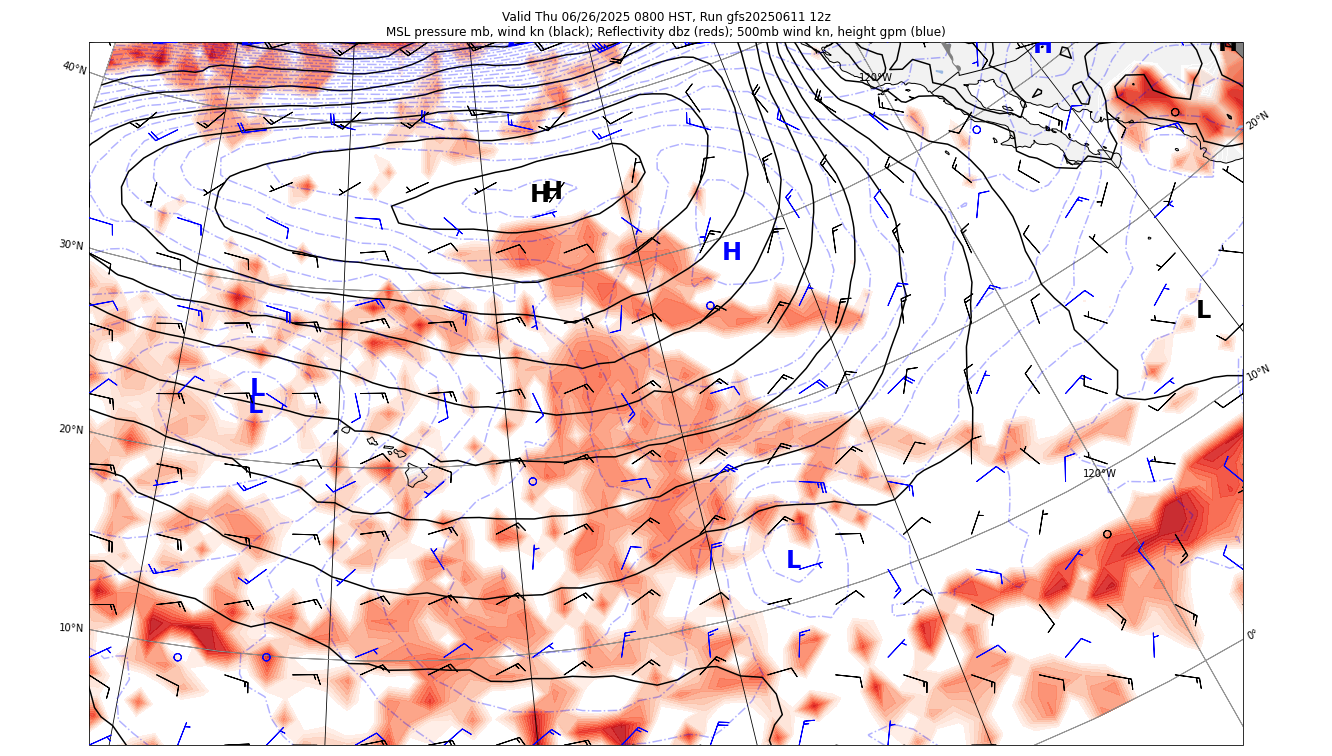 Valid Thu 06/26/2025 0800 HST, Run gfs20250611 12z
MSL pressure mb, wind kn (black); Reflectivity dbz (reds); 500mb wind kn, height gpm (blue)
H
H
40°N
120°W
20°N
H
H
30°N
H
L
10°N
L
L
20°N
120°W
L
10°N
0°